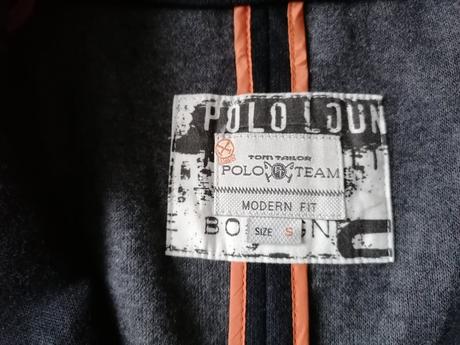 POLO LOUN
TOM TAILOR
POLO TEAM
MODERN FIT
SIZE S